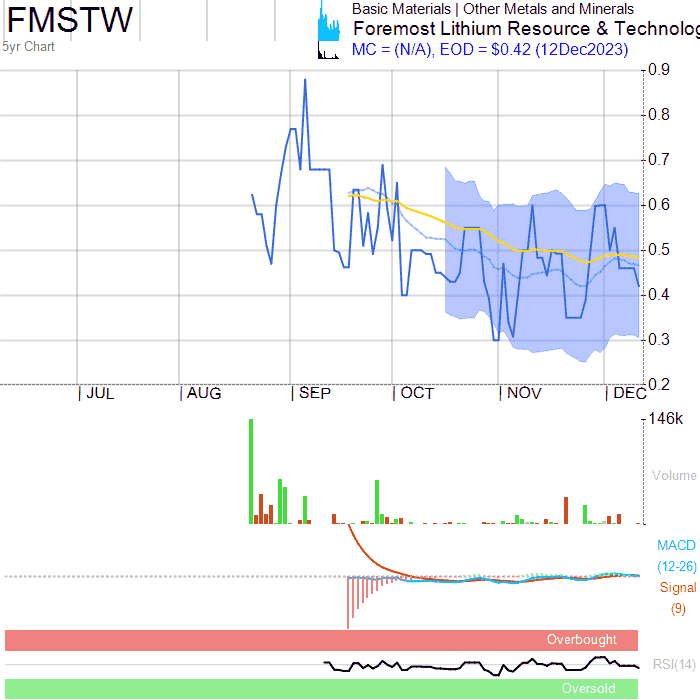 FMSTW
5yr Chart
Basic Materials | Other Metals and Minerals
Foremost Lithium Resource & Technolog
MC = (N/A), EOD = $0.42 (12Dec2023)
0.9
0.8
0.7
0.6
0.5
0.4
0.3
0.2
JUL AUG SEP OCT NOV DEC
146k
Volume
MACD
(12-26)
Signal
(9)
Overbought
RSI(14)
Oversold